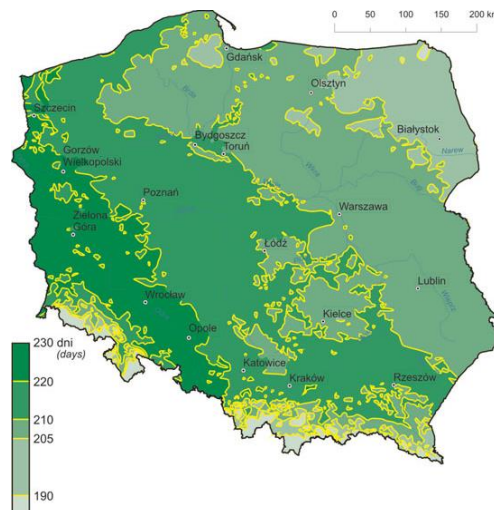 0 50 100 150 200 km
Gdańsk
Olsztyn
Szczecin
Białystok
Bydgoszcz
Toruń
Narew
Gorzów
Wielkopolski
Poznań
Warszawa
Zielona
Góra
Łódź
Lublin
Wrocław
Kielce
Opole
Katowice
Kraków
Rzeszów
230 dni
(days)
220
210
205
190